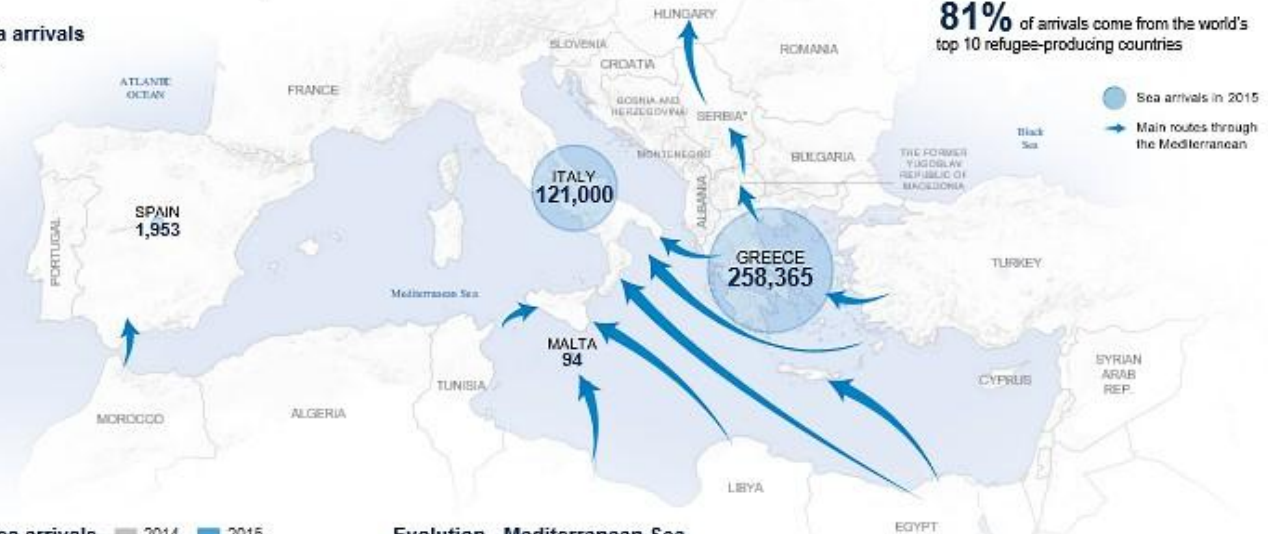 a arrivals
81% of arrivals come from the world's
top 10 refugee-producing countries
Sea arrivals in 2015
Main routes through
the Mediterranean
HUNGARY
SLOVENIA
ROMANIA
CROATIA
ATLANTIC
OCEAN
FRANCE
BOSNIA AND
HERZEGOVINA
SERBIA*
Black
Sea
MONTENEGRO
BULGARIA
THE FORMER
YUGOSLAV
REPUBLIC OF
MACEDONIA
ITALY
121,000
ALBANIA
SPAIN
1,953
PORTUGAL
GREECE
258,365
TURKEY
Mediterranean Sea
MALTA
94
SYRIAN
ARAB
REP.
CYPRUS
TUNISIA
MOROCCO
ALGERIA
LIBYA
EGYPT
ea arrivals
2014
2015
Evolution - Mediterranean Sea